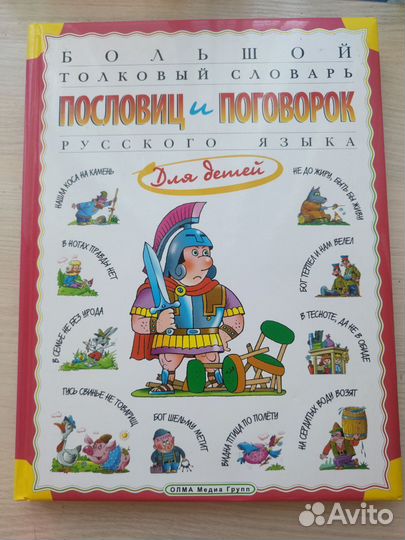 БОЛЬШОЙ
ТОЛКОВЫЙ СЛОВАРЬ
ПОСЛОВИЦ и ПОГОВОРОК
РУССКОГО ЯЗЫКА
Для детей
НАШЛА КОСА НА КАМЕНЬ
НЕ ДО ЖИРУ, БЫТЬ БЫ ЖИВУ
В НОГАХ ПРАВДЫ НЕТ
БОГ ТЕРПЕЛ И НАМ ВЕЛЕЛ
В СЕМЬЕ НЕ БЕЗ УРОДА
В ТЕСНОТЕ, ДА НЕ В ОБИДЕ
ГУСЬ СВИНЬЕ НЕ ТОВАРИЩ
БОГ ШЕЛЬМУ МЕТИТ
ВИДНА ПТИЦА ПО ПОЛЁТУ
НА СЕРДИТЫХ ВОДУ ВОЗЯТ
ОЛМА Медиа Групп
Avito